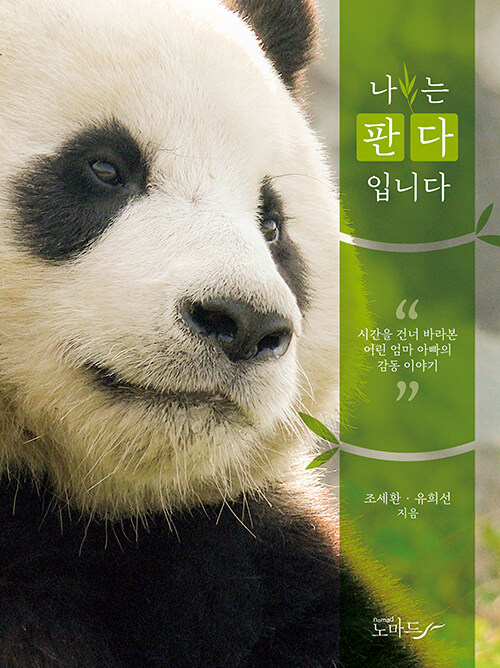 나는
판다
입니다
“
시간을 건너 바라본
어린 엄마 아빠의
감동 이야기
”
조세환 · 유희선
지음
nomad
노마드